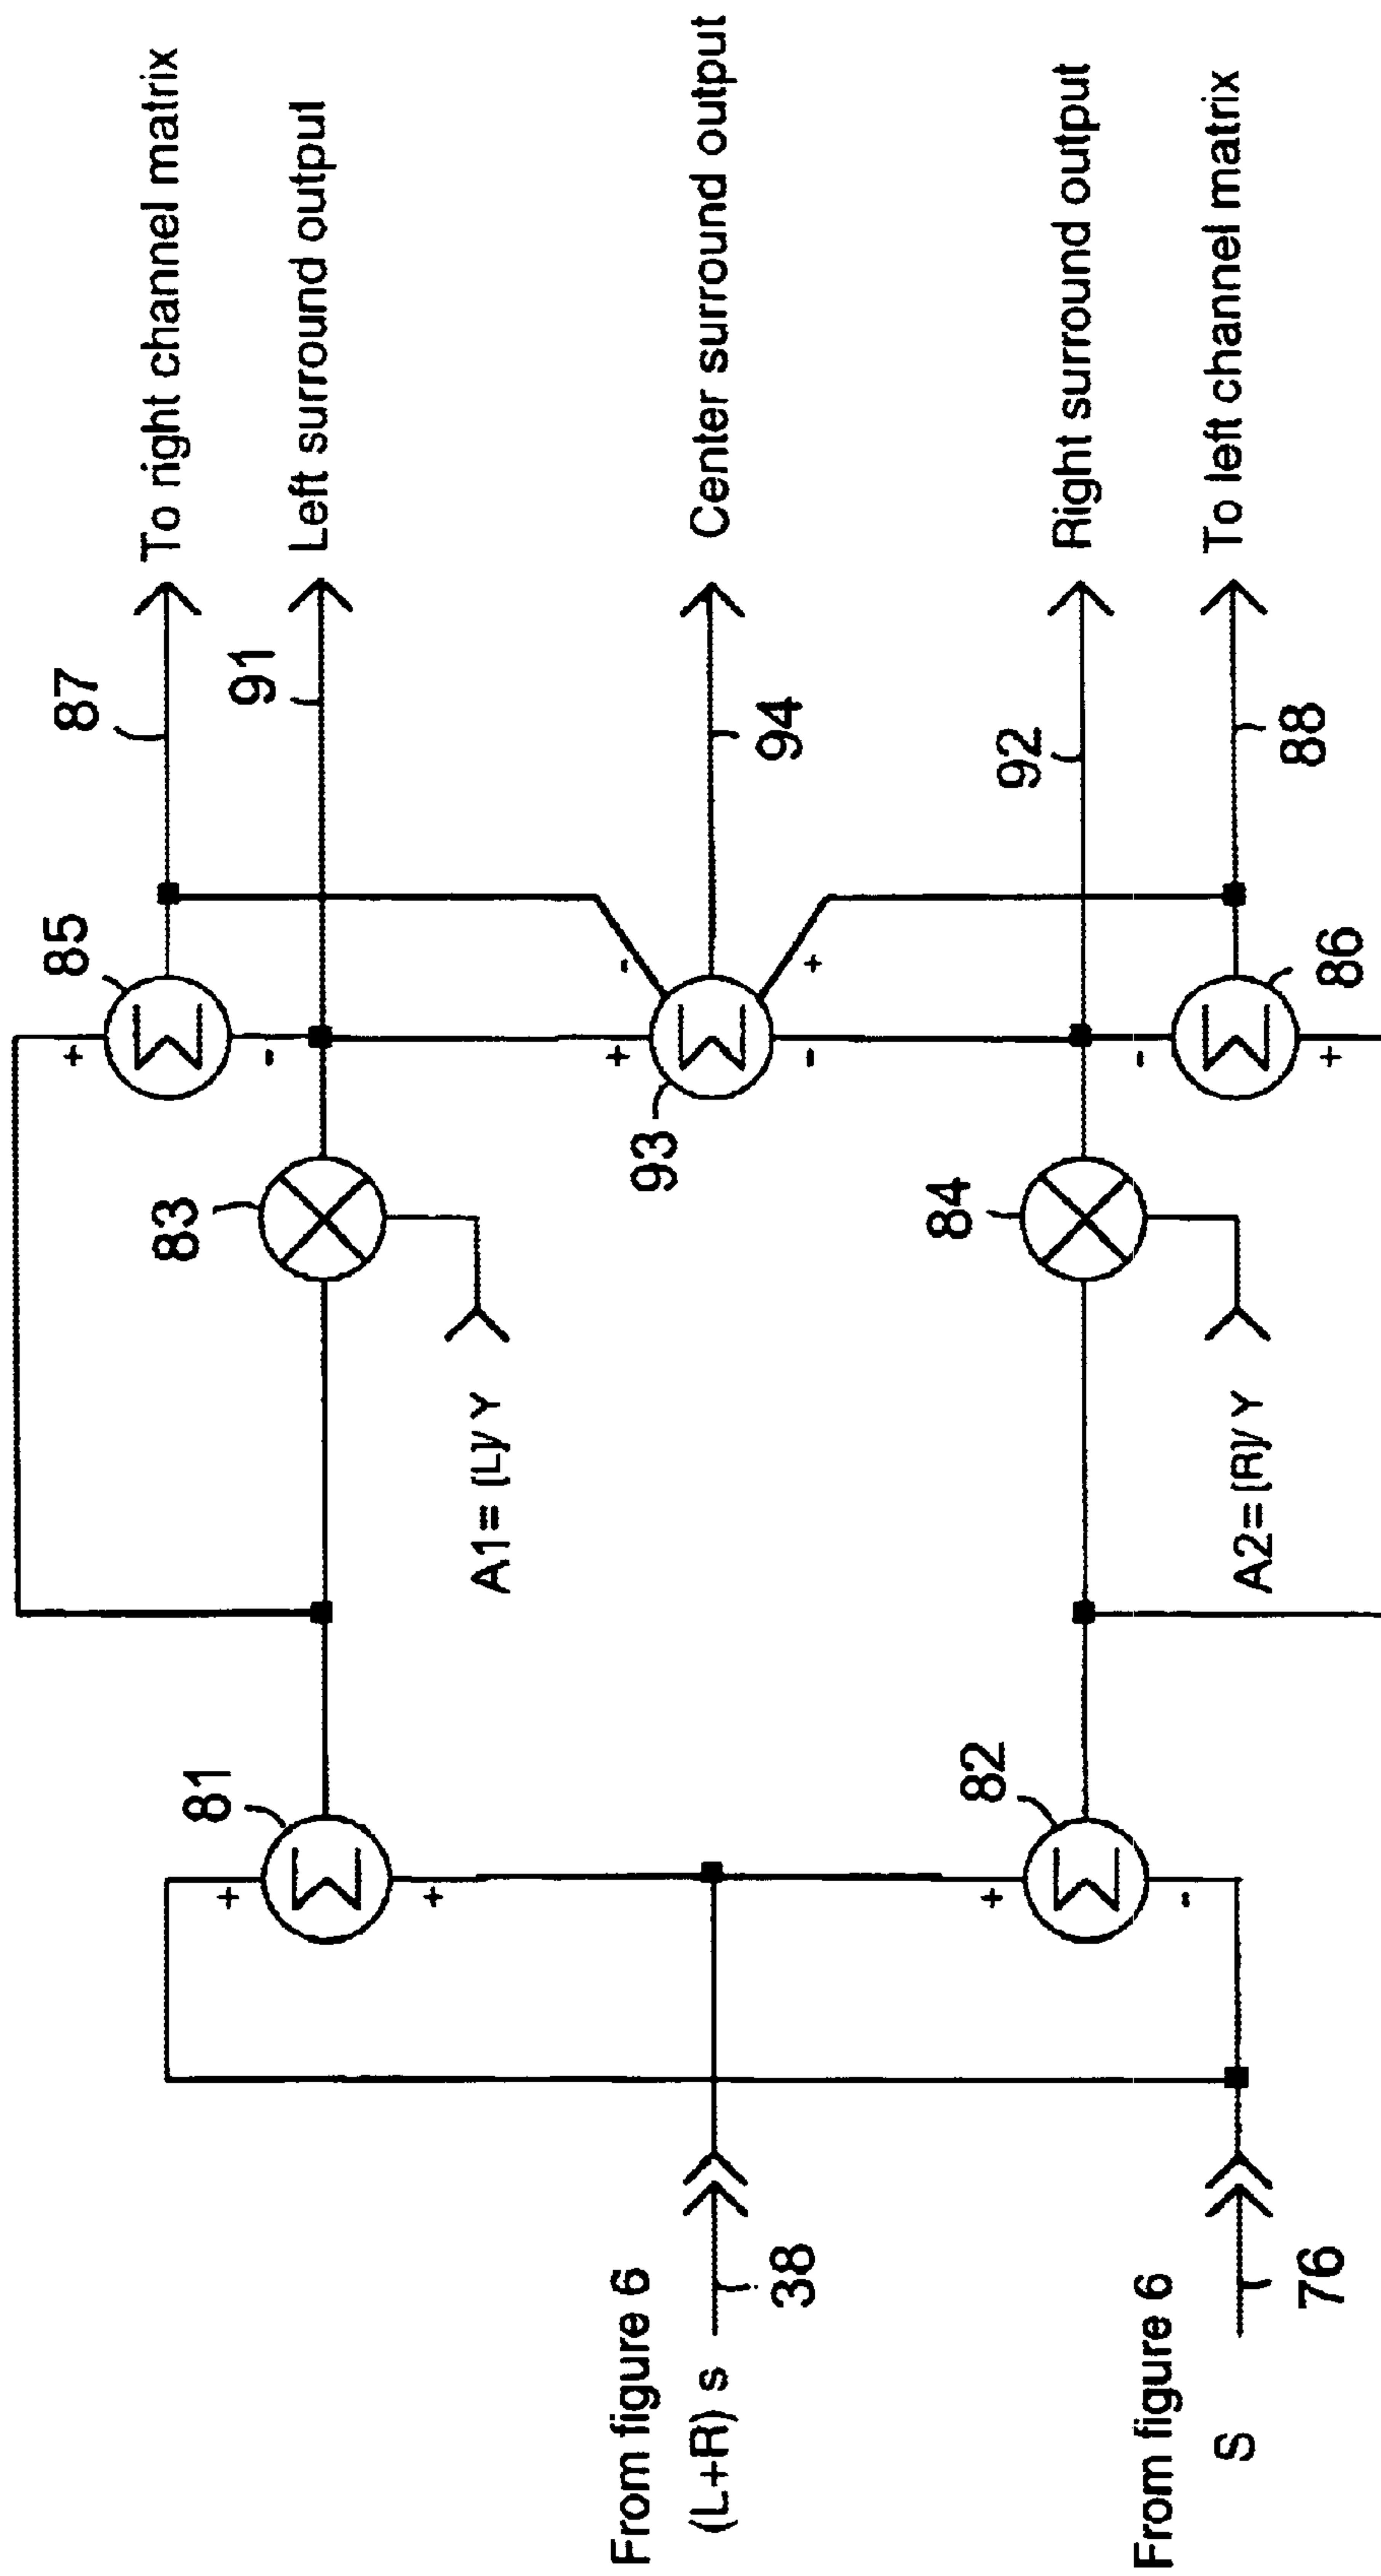 To right channel matrix
87
Left surround output
91
85
+
-
83
A1= [L]/ Y
81
+
+
Center surround output
94
-
+
+
-
93
From figure 6
(L+R) s
38
Right surround output
92
84
82
+
-
To left channel matrix
88
-
+
86
A2=[R]/ Y
From figure 6
S
76